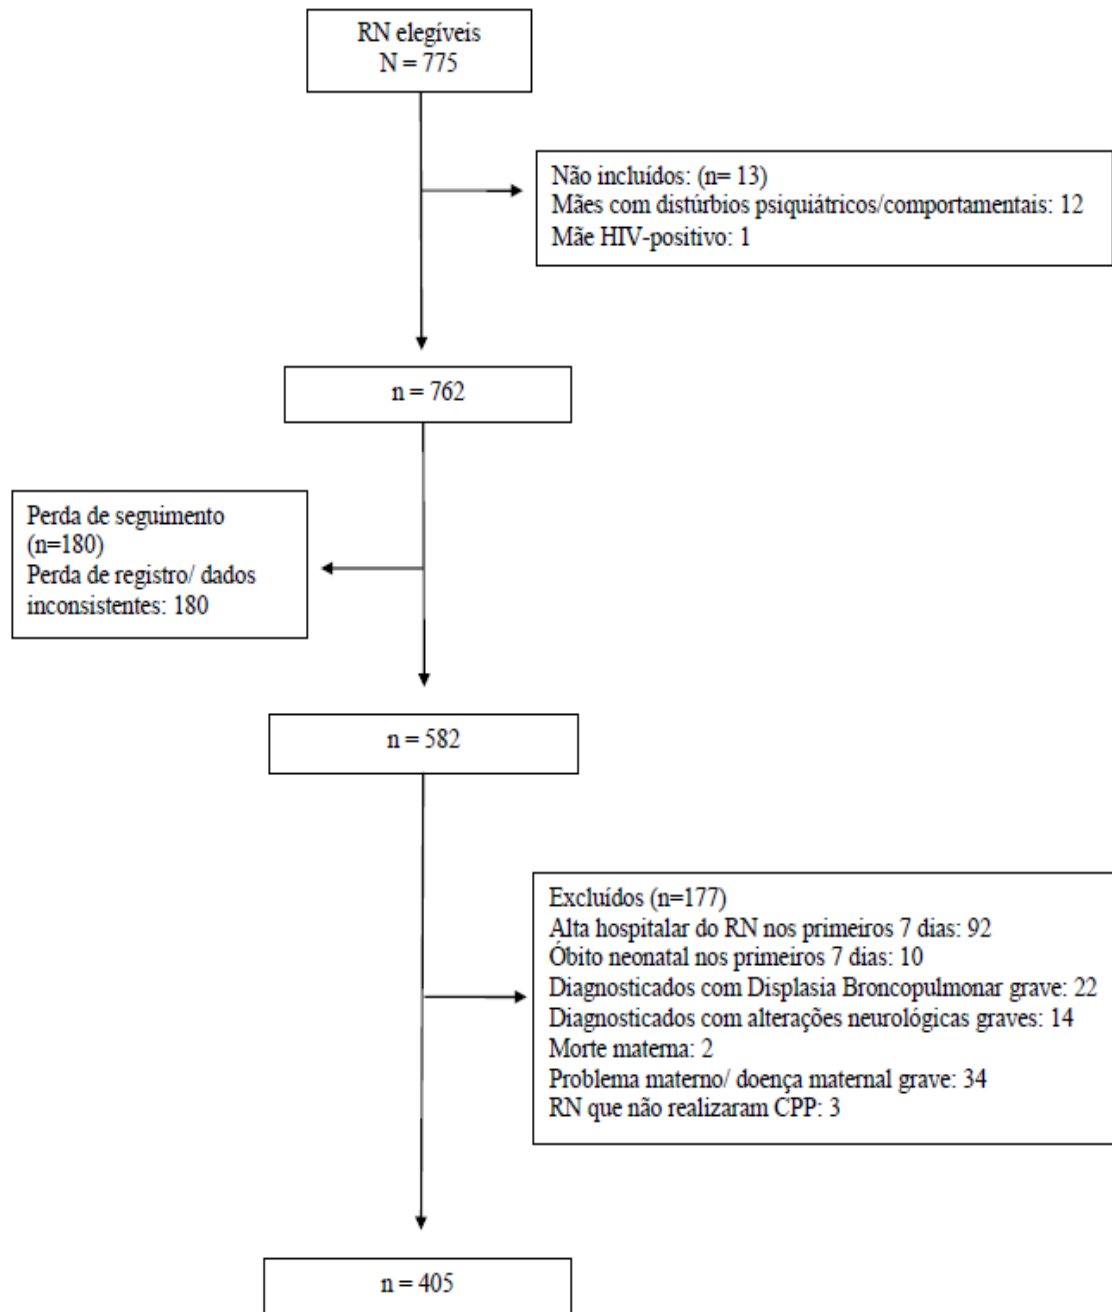 RN elegíveis
N = 775
Não incluídos: (n= 13)
Mães com distúrbios psiquiátricos/comportamentais: 12
Mãe HIV-positivo: 1
n = 762
Perda de seguimento
(n=180)
Perda de registro/ dados
inconsistentes: 180
n = 582
Excluídos (n=177)
Alta hospitalar do RN nos primeiros 7 dias: 92
Óbito neonatal nos primeiros 7 dias: 10
Diagnosticados com Displasia Broncopulmonar grave: 22
Diagnosticados com alterações neurológicas graves: 14
Morte materna: 2
Problema materno/ doença maternal grave: 34
RN que não realizaram CPP: 3
n = 405